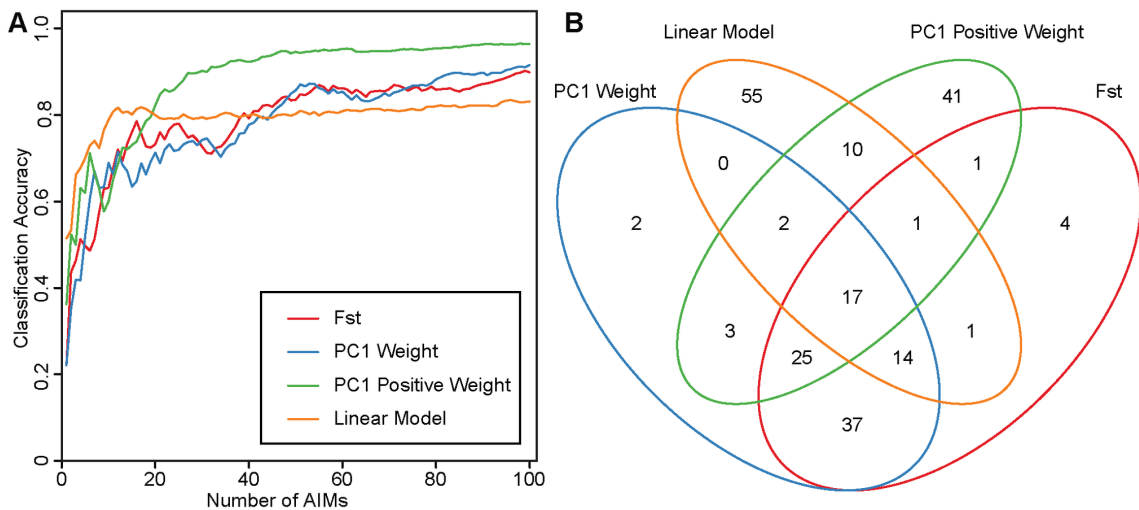 A
Classification Accuracy
1.0
0.8
0.6
0.4
0.2
0
0 20 40 60 80 100
Number of AIMs
Fst
PC1 Weight
PC1 Positive Weight
Linear Model
B
Linear Model PC1 Positive Weight
PC1 Weight Fst
55 41
0 10 1
2 2 1 4
17
3 1
25 14
37